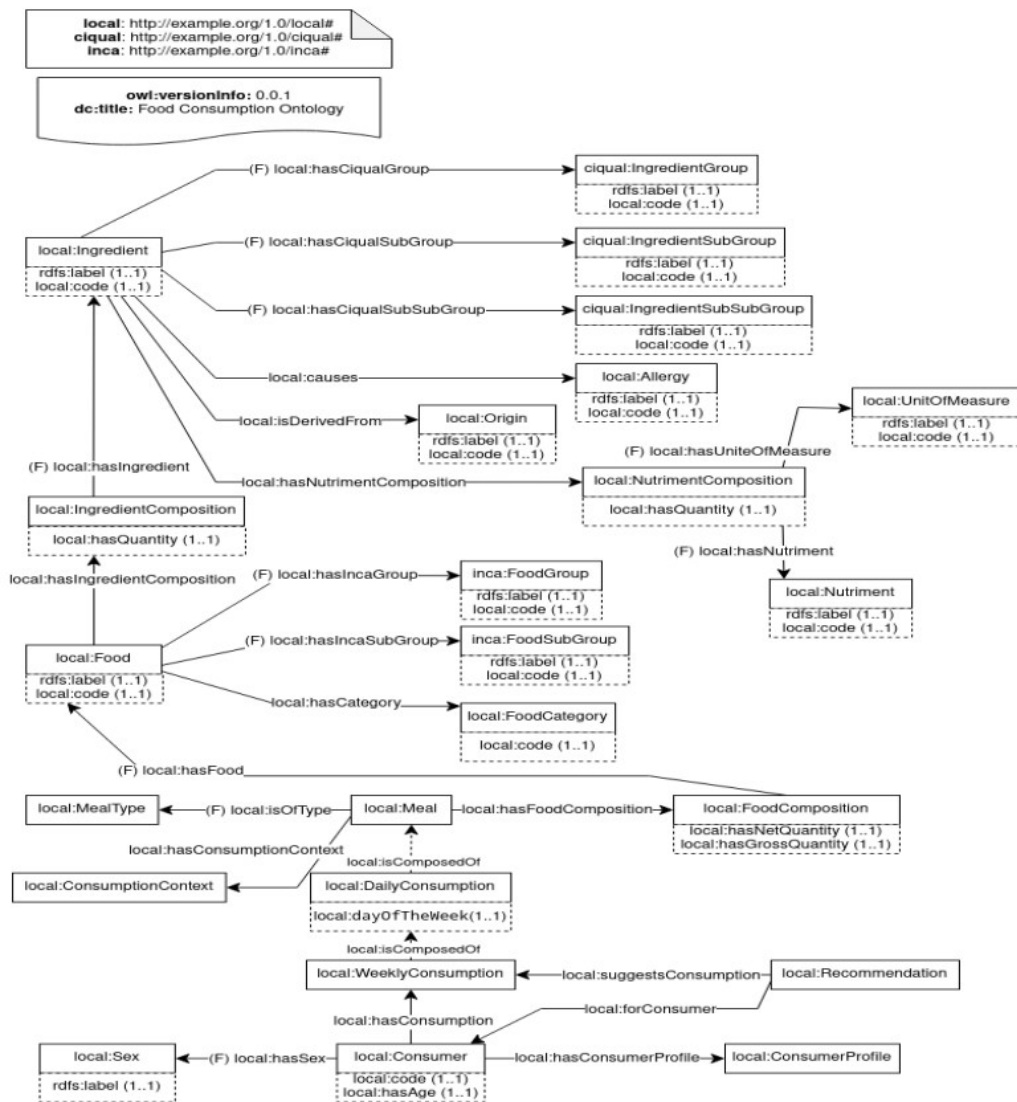 local: http://example.org/1.0/local#
ciqual: http://example.org/1.0/ciqual#
inca: http://example.org/1.0/inca#
owl:versionInfo: 0.0.1
dc:title: Food Consumption Ontology
(F) local:hasCiqualGroup
ciqual:IngredientGroup
rdfs:label (1..1)
local:code (1..1)
local:Ingredient
rdfs:label (1..1)
local:code (1..1)
(F) local:hasCiqualSubGroup
ciqual:IngredientSubGroup
rdfs:label (1..1)
local:code (1..1)
(F) local:hasCiqualSubSubGroup
ciqual:IngredientSubSubGroup
rdfs:label (1..1)
local:code (1..1)
local:causes
local:Allergy
rdfs:label (1..1)
local:code (1..1)
local:isDerivedFrom
local:Origin
rdfs:label (1..1)
local:code (1..1)
local:UnitOfMeasure
rdfs:label (1..1)
local:code (1..1)
(F) local:hasUniteOfMeasure
(F) local:hasIngredient
local:hasNutrimentComposition
local:NutrimentComposition
local:hasQuantity (1..1)
local:IngredientComposition
local:hasQuantity (1..1)
(F) local:hasNutriment
local:Nutriment
rdfs:label (1..1)
local:code (1..1)
local:hasIngredientComposition
(F) local:hasIncaGroup
inca:FoodGroup
rdfs:label (1..1)
local:code (1..1)
(F) local:hasIncaSubGroup
inca:FoodSubGroup
rdfs:label (1..1)
local:code (1..1)
local:Food
rdfs:label (1..1)
local:code (1..1)
local:hasCategory
local:FoodCategory
local:code (1..1)
(F) local:hasFood
local:MealType
(F) local:isOfType
local:Meal
local:hasFoodComposition
local:FoodComposition
local:hasNetQuantity (1..1)
local:hasGrossQuantity (1..1)
local:hasConsumptionContext
local:isComposedOf
local:ConsumptionContext
local:DailyConsumption
local:dayOfTheWeek(1..1)
local:isComposedOf
local:WeeklyConsumption
local:suggestsConsumption
local:Recommendation
local:hasConsumption
local:forConsumer
local:Sex
rdfs:label (1..1)
(F) local:hasSex
local:Consumer
local:code (1..1)
local:hasAge (1..1)
local:hasConsumerProfile
local:ConsumerProfile